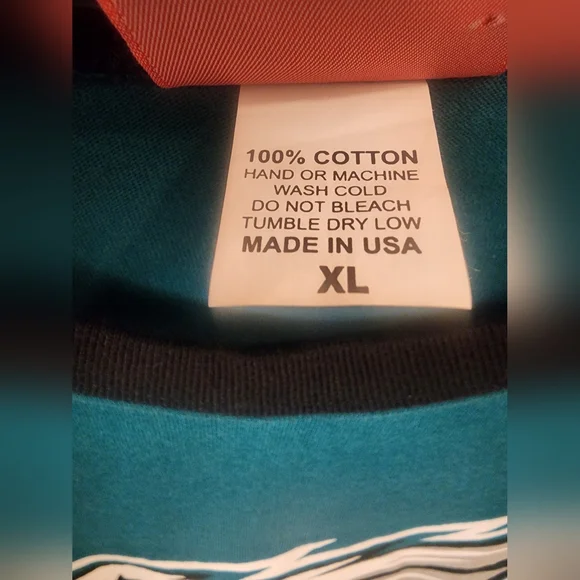 100% COTTON
HAND OR MACHINE
WASH COLD
DO NOT BLEACH
TUMBLE DRY LOW
MADE IN USA
XL